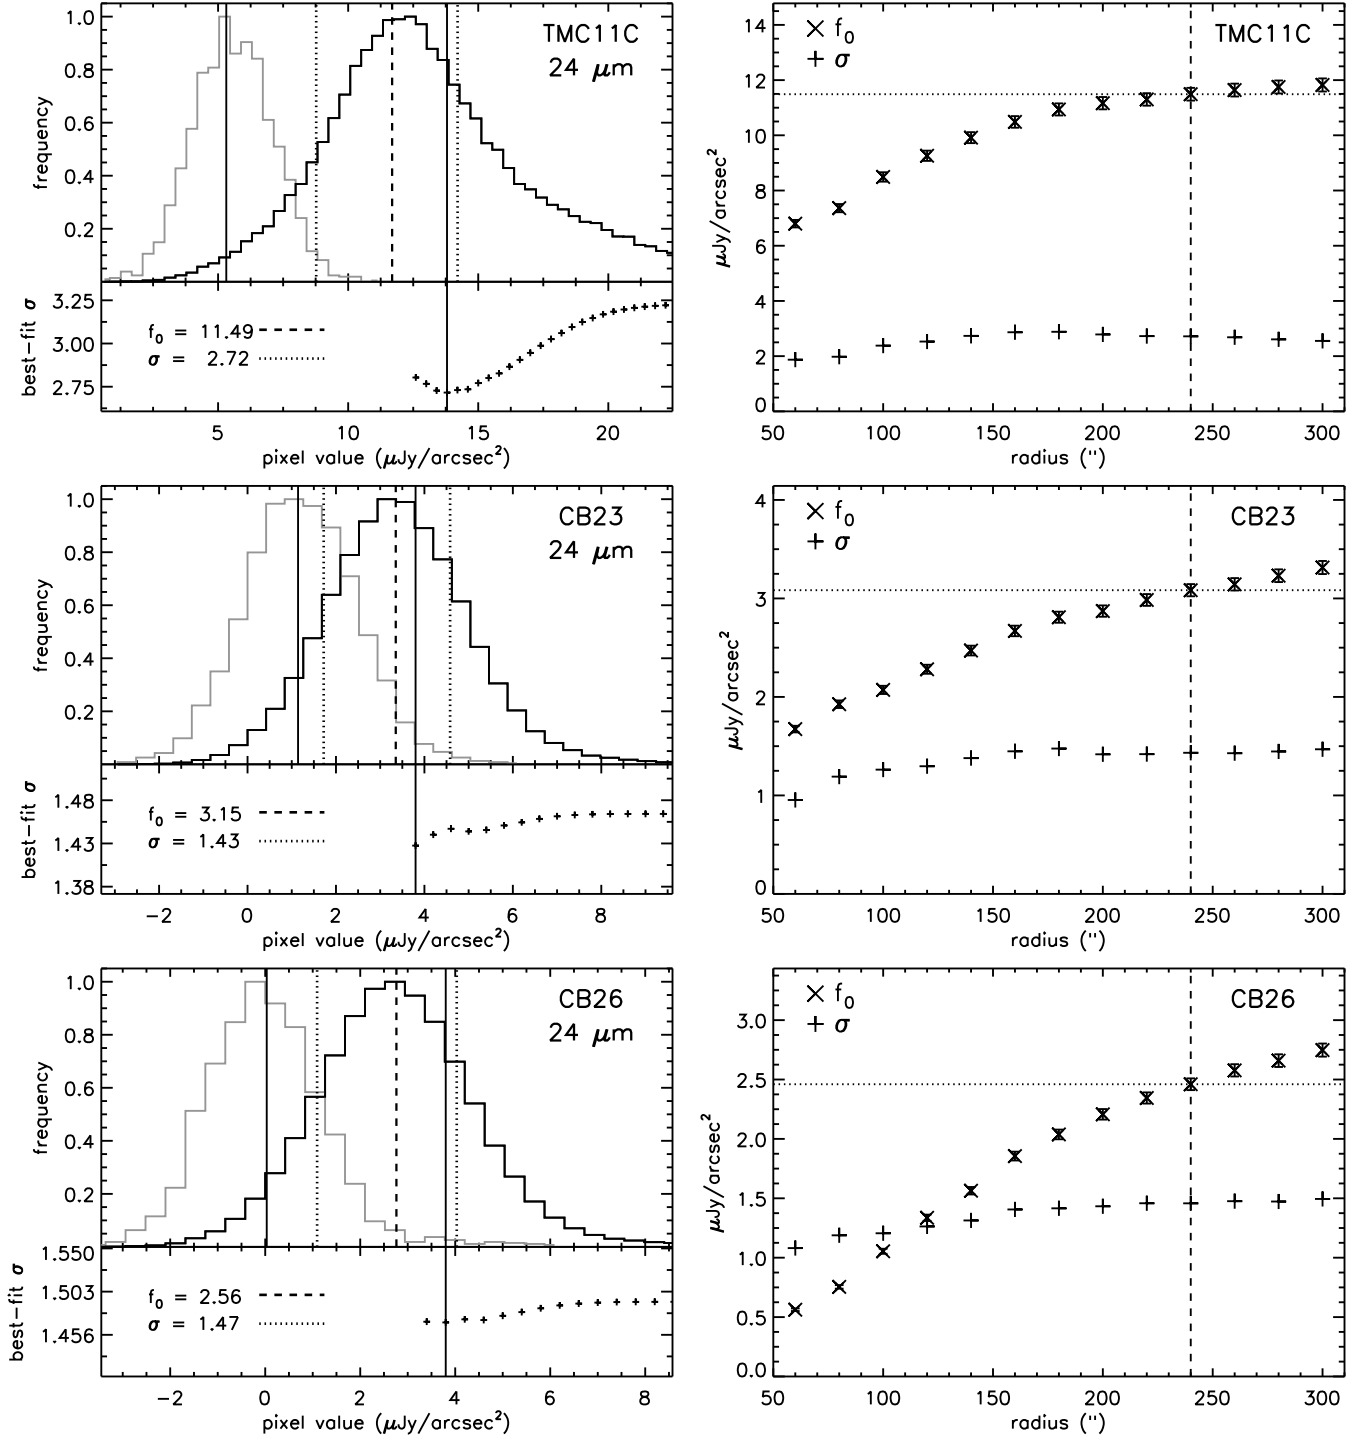 TMC11C
24 μm
frequency
1.0
0.8
0.6
0.4
0.2
best-fit σ
3.25
3.00
2.75
f₀ = 11.49
σ = 2.72
5 10 15 20
pixel value (μJy/arcsec²)
TMC11C
× f₀
+ σ
μJy/arcsec²
14
12
10
8
6
4
2
0
50 100 150 200 250 300
radius (")
CB23
24 μm
frequency
1.0
0.8
0.6
0.4
0.2
best-fit σ
1.48
1.43
1.38
f₀ = 3.15
σ = 1.43
−2 0 2 4 6 8
pixel value (μJy/arcsec²)
CB23
× f₀
+ σ
μJy/arcsec²
4
3
2
1
0
50 100 150 200 250 300
radius (")
CB26
24 μm
frequency
1.0
0.8
0.6
0.4
0.2
best-fit σ
1.550
1.503
1.456
f₀ = 2.56
σ = 1.47
−2 0 2 4 6 8
pixel value (μJy/arcsec²)
CB26
× f₀
+ σ
μJy/arcsec²
3.0
2.5
2.0
1.5
1.0
0.5
0.0
50 100 150 200 250 300
radius (")